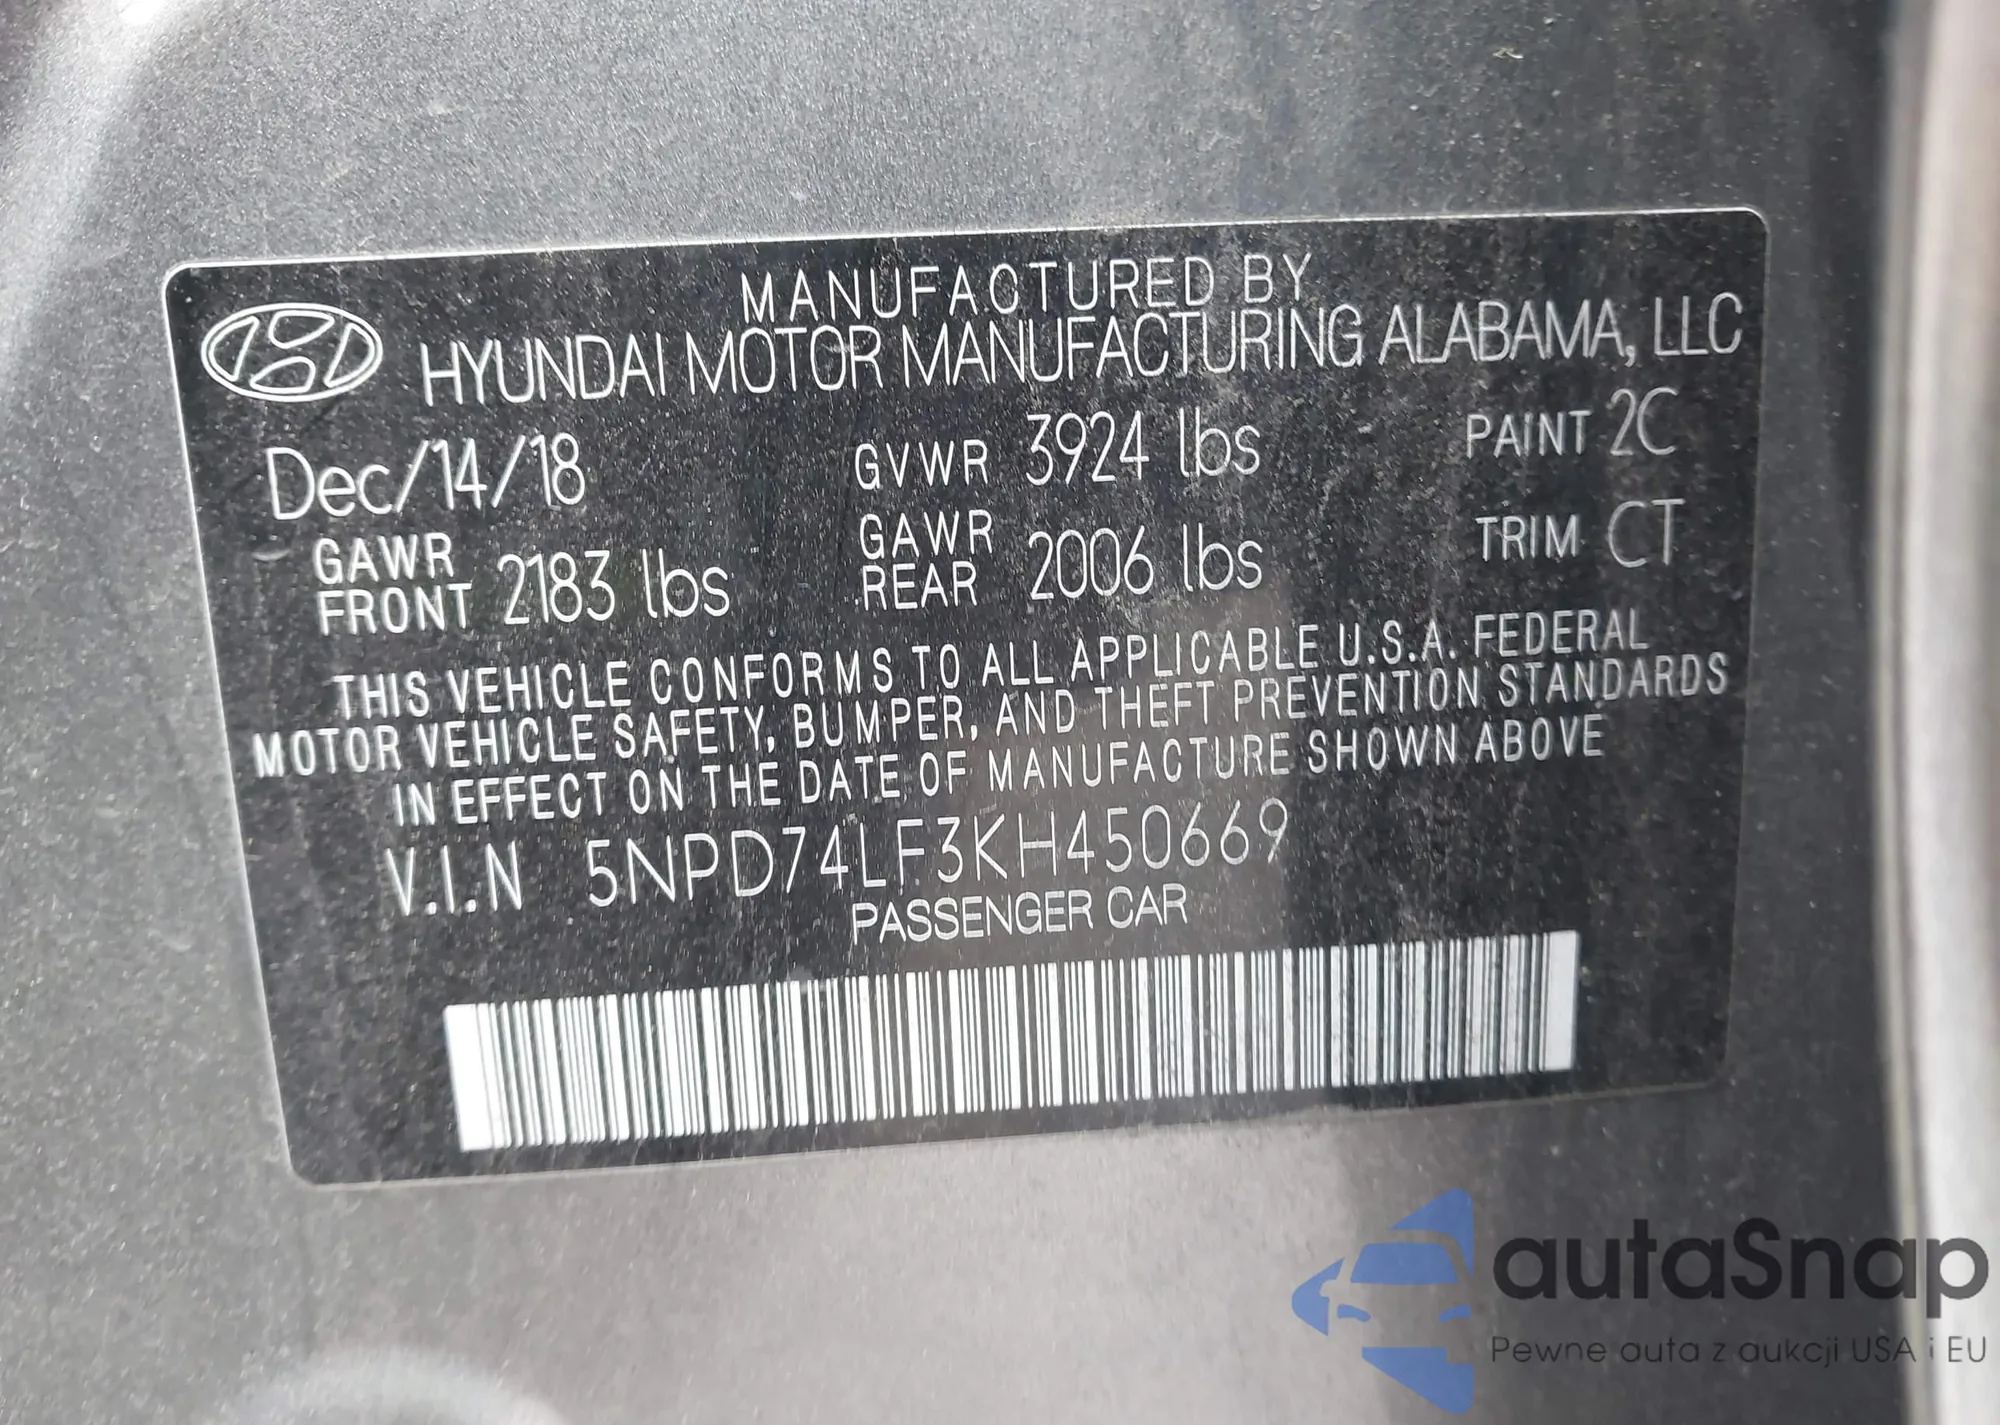 MANUFACTURED BY
HYUNDAI MOTOR MANUFACTURING ALABAMA, LLC
Dec/14/18 GVWR 3924 lbs PAINT 2C
GAWR FRONT 2183 lbs GAWR REAR 2006 lbs TRIM CT
THIS VEHICLE CONFORMS TO ALL APPLICABLE U.S.A. FEDERAL
MOTOR VEHICLE SAFETY, BUMPER, AND THEFT PREVENTION STANDARDS
IN EFFECT ON THE DATE OF MANUFACTURE SHOWN ABOVE
V.I.N 5NPD74LF3KH450669
PASSENGER CAR
autaSnap
Pewne auta z aukcji USA i EU